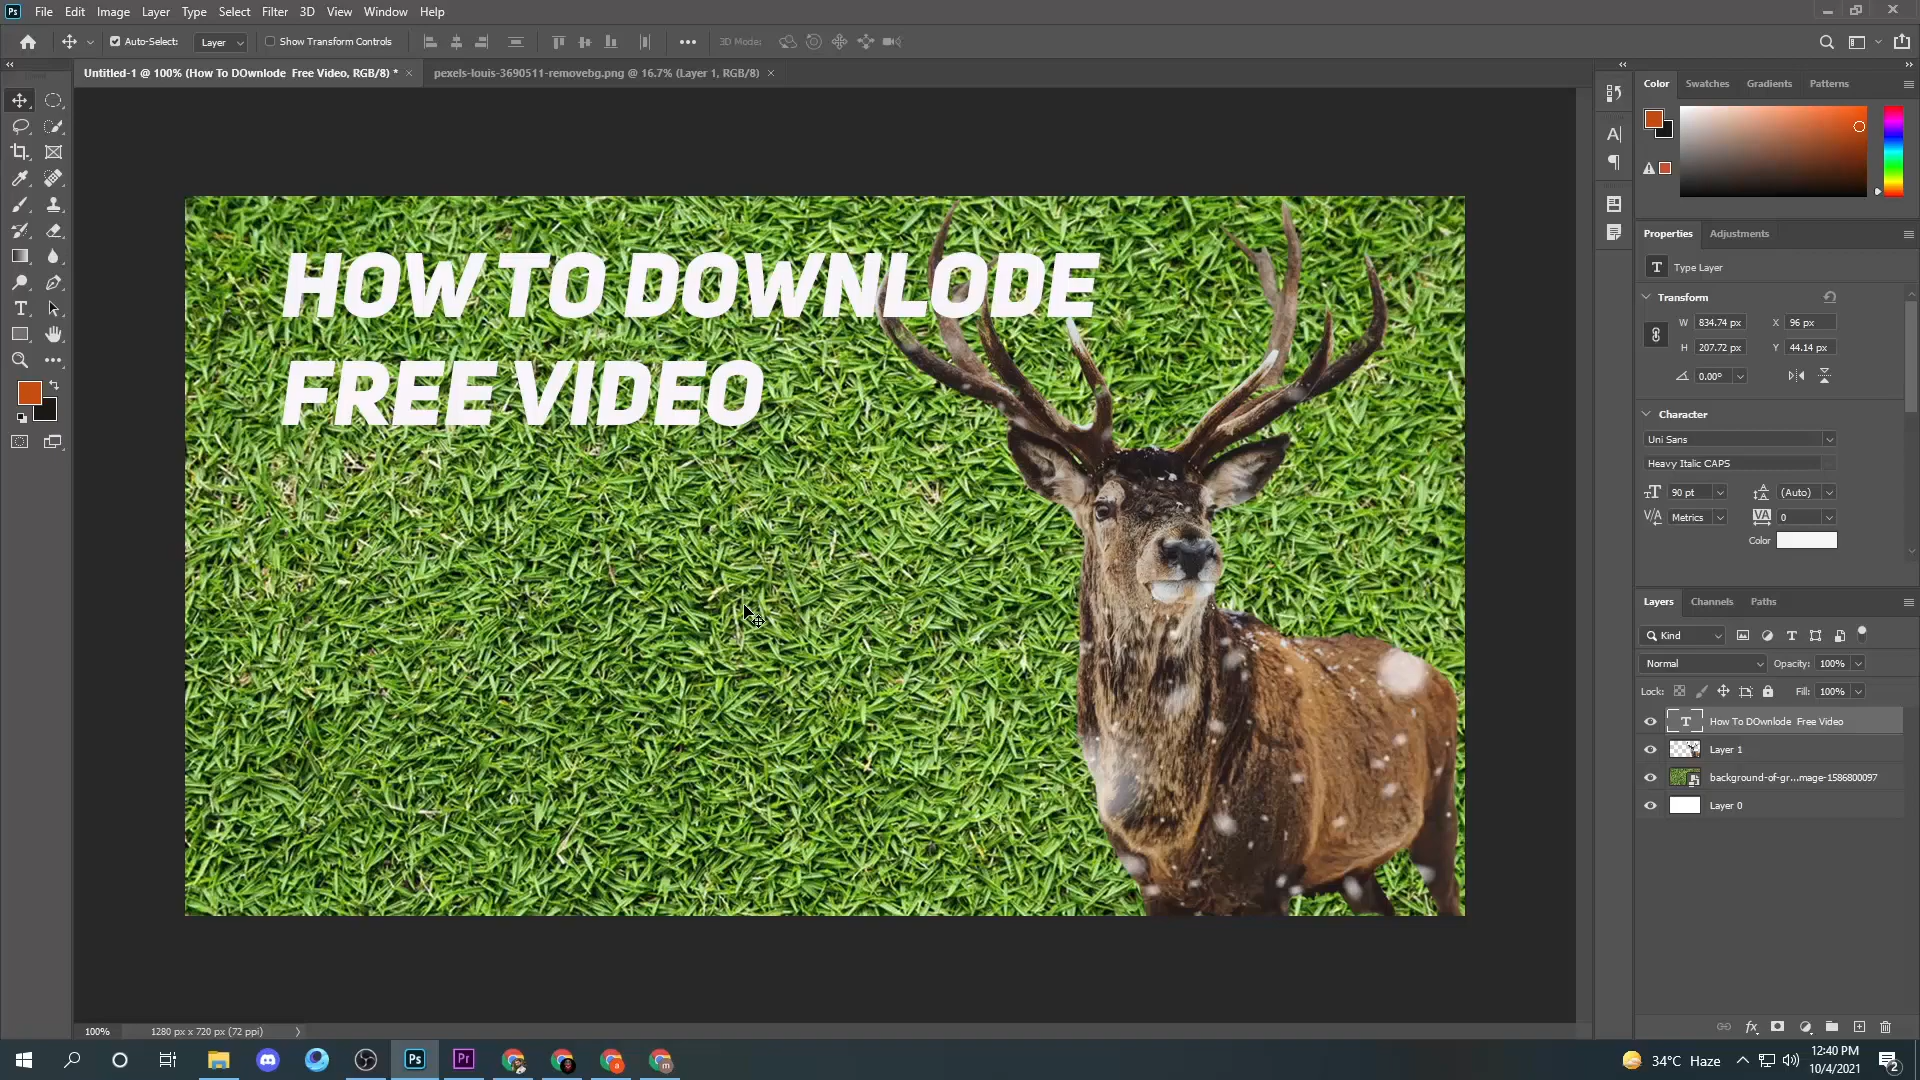 Ps File Edit Image Layer Type Select Filter 3D View Window Help
Auto-Select: Layer Show Transform Controls 3D Mode:
Untitled-1 @ 100% (How To DOwnlode Free Video, RGB/8) *
pexels-louis-3690511-removebg.png @ 16.7% (Layer 1, RGB/8)
HOW TO DOWNLODE
FREE VIDEO
Color Swatches Gradients Patterns
Properties Adjustments
T Type Layer
Transform
W 834.74 px X 96 px
H 207.72 px Y 44.14 px
0.00°
Character
Uni Sans
Heavy Italic CAPS
90 pt (Auto)
Metrics 0
Color
Layers Channels Paths
Kind
Normal Opacity: 100%
Lock: Fill: 100%
T How To DOwnlode Free Video
Layer 1
background-of-gr...mage-1586800097
Layer 0
100% 1280 px x 720 px (72 ppi)
Ps Pr
34°C Haze
12:40 PM
10/4/2021
2